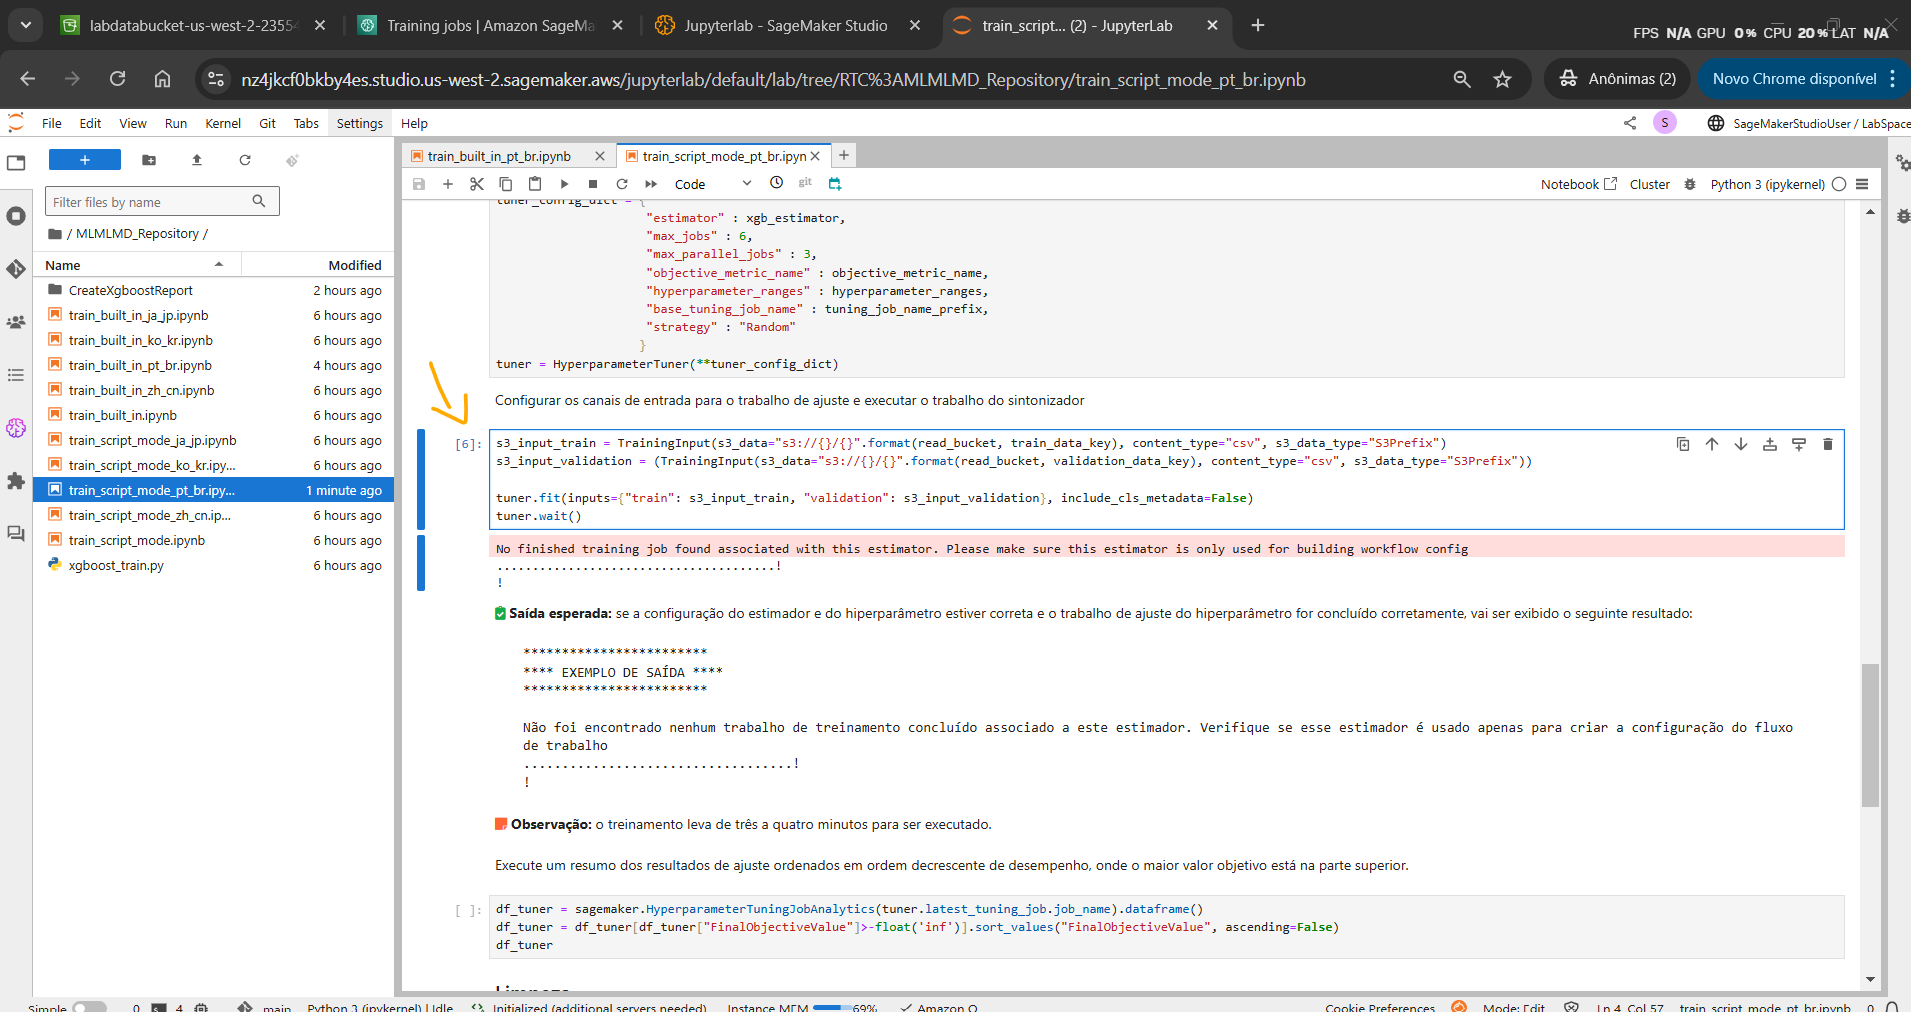 labdatabucket-us-west-2-23554
Training jobs | Amazon SageMa
Jupyterlab - SageMaker Studio
train_script... (2) - JupyterLab
FPS N/A GPU 0% CPU 20% LAT N/A
nz4jkcf0bkby4es.studio.us-west-2.sagemaker.aws/jupyterlab/default/lab/tree/RTC%3AMLMLMD_Repository/train_script_mode_pt_br.ipynb
Anônimas (2)
Novo Chrome disponível
File Edit View Run Kernel Git Tabs Settings Help
S
SageMakerStudioUser / LabSpace
Filter files by name
/ MLMLMD_Repository /
Name Modified
CreateXgboostReport 2 hours ago
train_built_in_ja_jp.ipynb 6 hours ago
train_built_in_ko_kr.ipynb 6 hours ago
train_built_in_pt_br.ipynb 4 hours ago
train_built_in_zh_cn.ipynb 6 hours ago
train_built_in.ipynb 6 hours ago
train_script_mode_ja_jp.ipynb 6 hours ago
train_script_mode_ko_kr.ipy... 6 hours ago
train_script_mode_pt_br.ipy... 1 minute ago
train_script_mode_zh_cn.ip... 6 hours ago
train_script_mode.ipynb 6 hours ago
xgboost_train.py 6 hours ago
train_built_in_pt_br.ipynb
train_script_mode_pt_br.ipyn
Code
git
Notebook
Cluster
Python 3 (ipykernel)
tuner_config_dict = {
"estimator" : xgb_estimator,
"max_jobs" : 6,
"max_parallel_jobs" : 3,
"objective_metric_name" : objective_metric_name,
"hyperparameter_ranges" : hyperparameter_ranges,
"base_tuning_job_name" : tuning_job_name_prefix,
"strategy" : "Random"
}
tuner = HyperparameterTuner(**tuner_config_dict)
Configurar os canais de entrada para o trabalho de ajuste e executar o trabalho do sintonizador
[6]:
s3_input_train = TrainingInput(s3_data="s3://{}/{}".format(read_bucket, train_data_key), content_type="csv", s3_data_type="S3Prefix")
s3_input_validation = (TrainingInput(s3_data="s3://{}/{}".format(read_bucket, validation_data_key), content_type="csv", s3_data_type="S3Prefix"))
tuner.fit(inputs={"train": s3_input_train, "validation": s3_input_validation}, include_cls_metadata=False)
tuner.wait()
No finished training job found associated with this estimator. Please make sure this estimator is only used for building workflow config
.......................................!
!
Saída esperada: se a configuração do estimador e do hiperparâmetro estiver correta e o trabalho de ajuste do hiperparâmetro for concluído corretamente, vai ser exibido o seguinte resultado:
************************
**** EXEMPLO DE SAÍDA ****
************************
Não foi encontrado nenhum trabalho de treinamento concluído associado a este estimador. Verifique se esse estimador é usado apenas para criar a configuração do fluxo
de trabalho
...................................!
!
Observação: o treinamento leva de três a quatro minutos para ser executado.
Execute um resumo dos resultados de ajuste ordenados em ordem decrescente de desempenho, onde o maior valor objetivo está na parte superior.
[ ]:
df_tuner = sagemaker.HyperparameterTuningJobAnalytics(tuner.latest_tuning_job.job_name).dataframe()
df_tuner = df_tuner[df_tuner["FinalObjectiveValue"]>-float('inf')].sort_values("FinalObjectiveValue", ascending=False)
df_tuner
Limpeza
Simple 0 4 main Python 3 (ipykernel) | Idle Initialized (additional servers needed) Instance MEM 69% Amazon Q Cookie Preferences Mode: Edit Ln 4, Col 57 train_script_mode_pt_br.ipynb 0